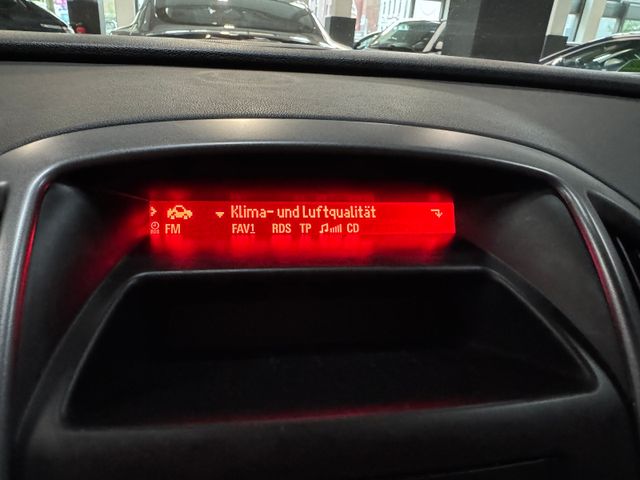 Klima- und Luftqualität
FM FAV1 RDS TP CD